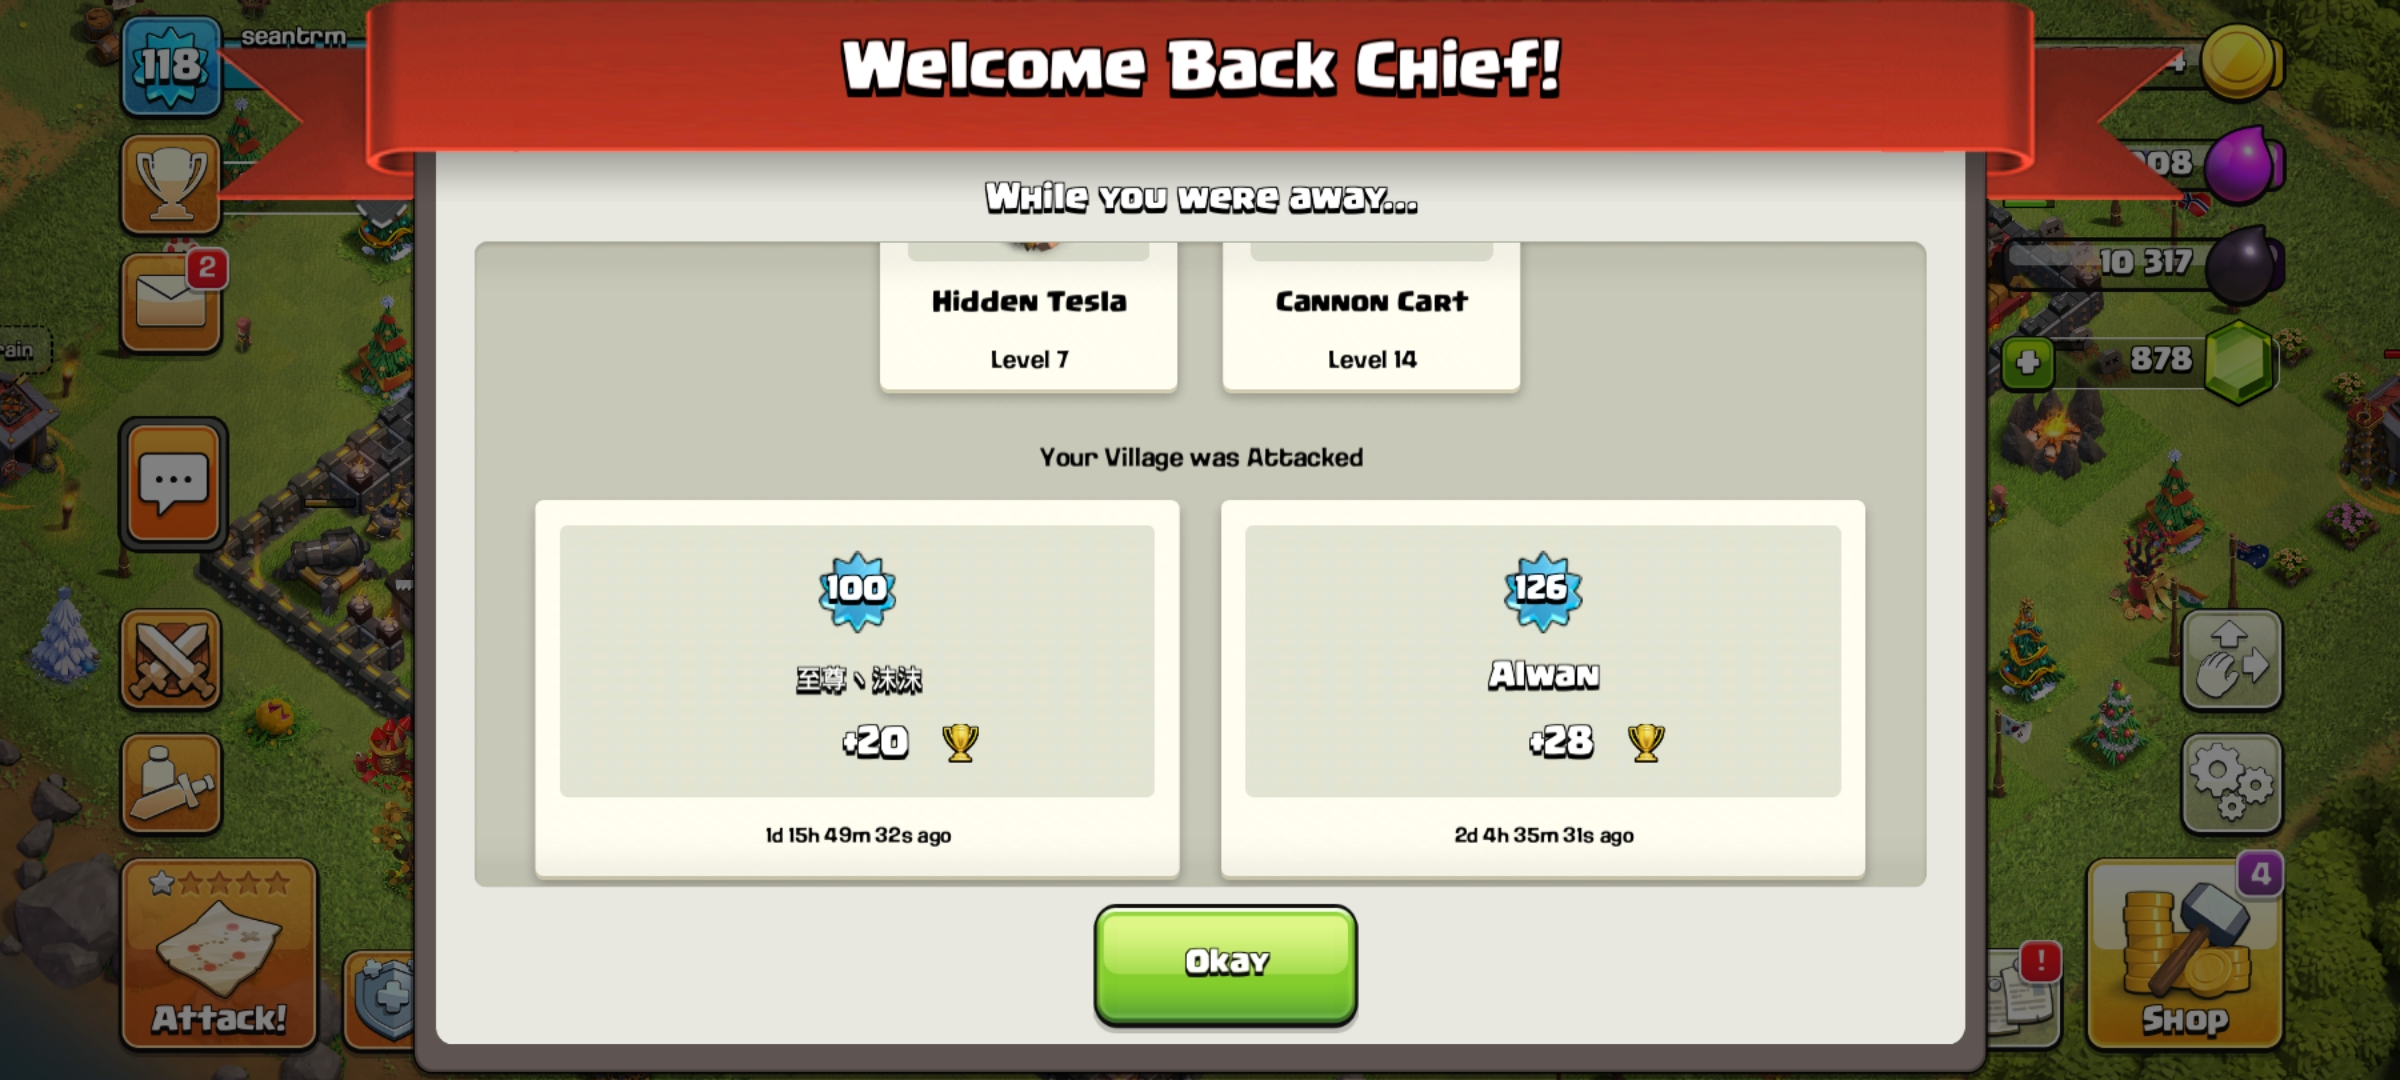 118
seantrm
Welcome Back Chief!
While you were away...
2
10 317
878
Hidden Tesla
Level 7
Cannon Cart
Level 14
Your Village was Attacked
100
至尊丶沫沫
+20
1d 15h 49m 32s ago
126
Alwan
+28
2d 4h 35m 31s ago
Okay
Attack!
!
4
Shop